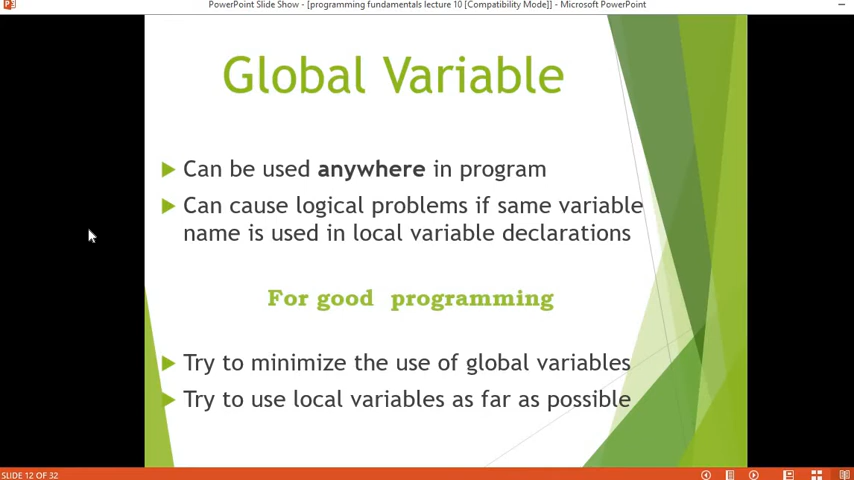 PowerPoint Slide Show - [programming fundamentals lecture 10 [Compatibility Mode]] - Microsoft PowerPoint
Global Variable
Can be used anywhere in program
Can cause logical problems if same variable
name is used in local variable declarations
For good programming
Try to minimize the use of global variables
Try to use local variables as far as possible
SLIDE 12 OF 32